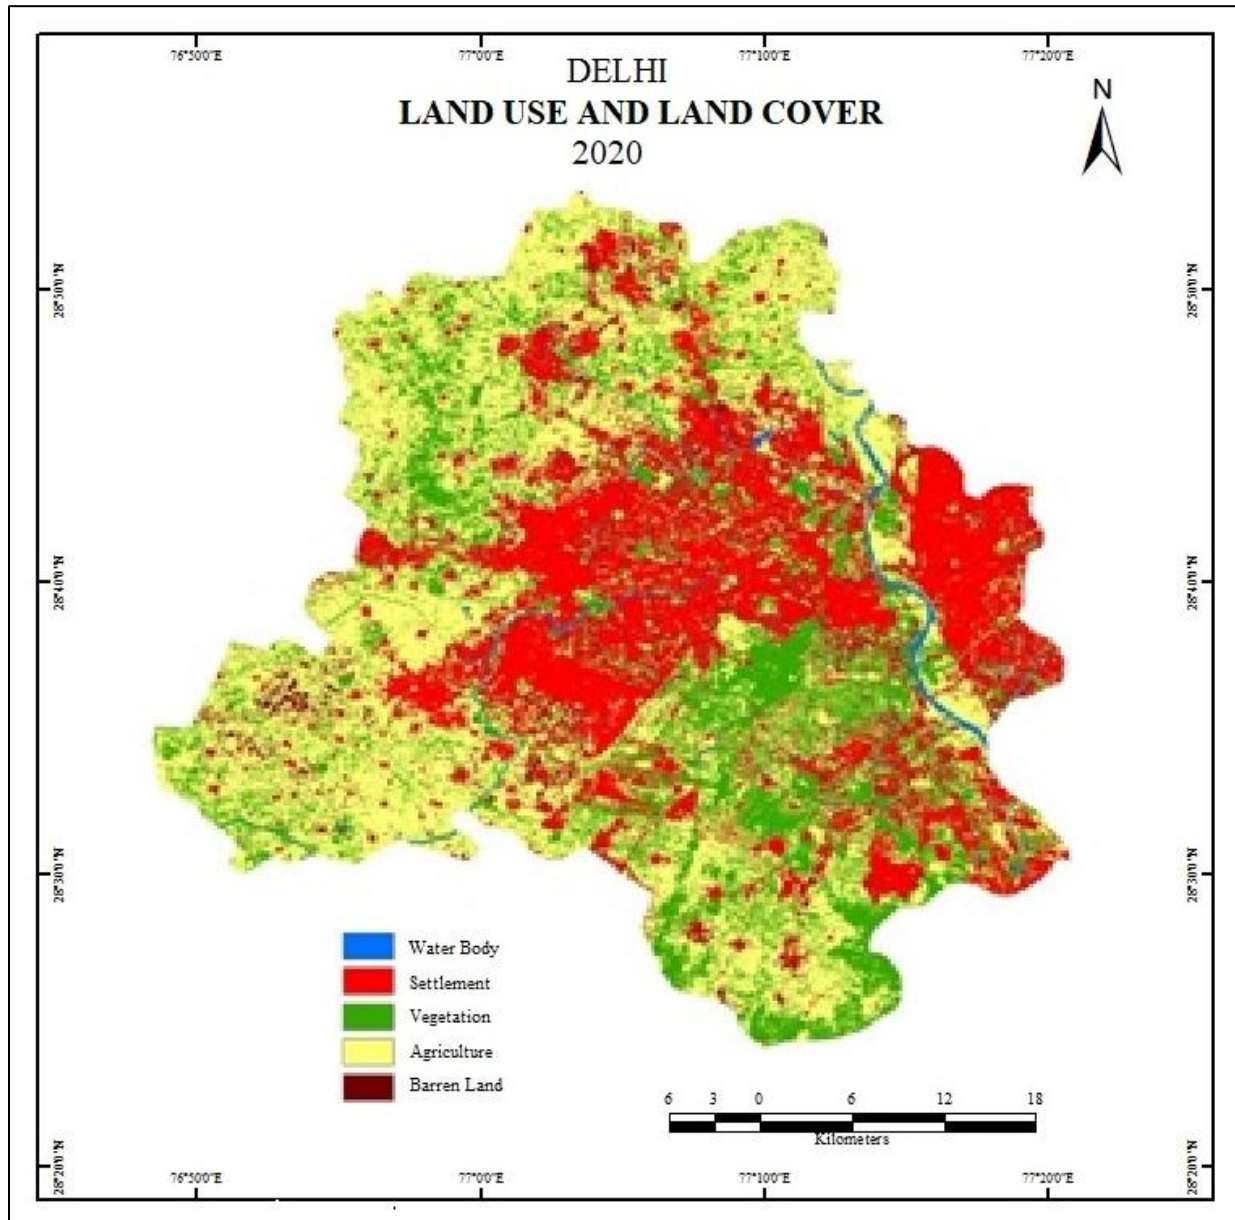 76°50'0"E 77°0'0"E 77°10'0"E 77°20'0"E
DELHI
LAND USE AND LAND COVER
2020
N
28°50'0"N 28°50'0"N
28°40'0"N 28°40'0"N
28°30'0"N 28°30'0"N
Water Body
Settlement
Vegetation
Agriculture
Barren Land
6 3 0 6 12 18
Kilometers
28°20'0"N 28°20'0"N
76°50'0"E 77°0'0"E 77°10'0"E 77°20'0"E